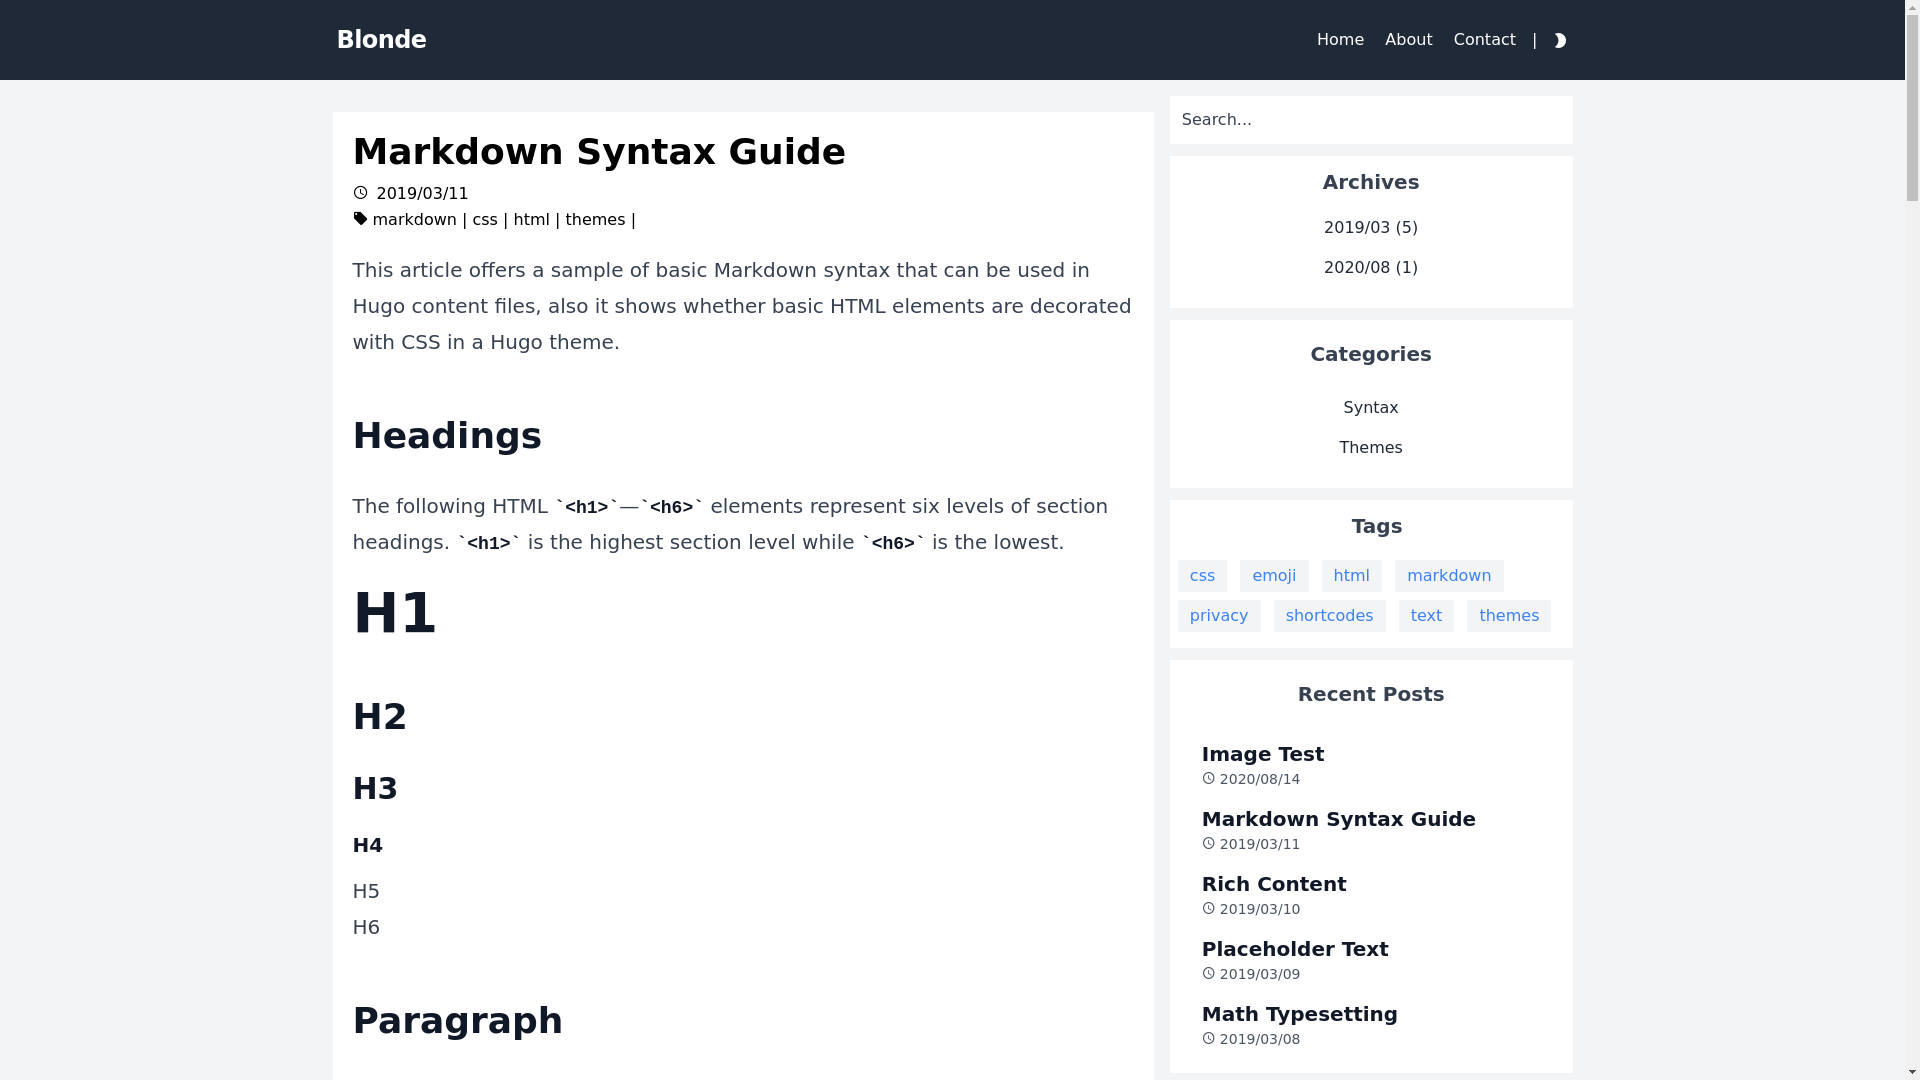 Blonde
Home About Contact |
Markdown Syntax Guide
2019/03/11
markdown | css | html | themes |
This article offers a sample of basic Markdown syntax that can be used in
Hugo content files, also it shows whether basic HTML elements are decorated
with CSS in a Hugo theme.
Headings
The following HTML `<h1>`—`<h6>` elements represent six levels of section
headings. `<h1>` is the highest section level while `<h6>` is the lowest.
H1
H2
H3
H4
H5
H6
Paragraph
Search...
Archives
2019/03 (5)
2020/08 (1)
Categories
Syntax
Themes
Tags
css emoji html markdown
privacy shortcodes text themes
Recent Posts
Image Test
2020/08/14
Markdown Syntax Guide
2019/03/11
Rich Content
2019/03/10
Placeholder Text
2019/03/09
Math Typesetting
2019/03/08